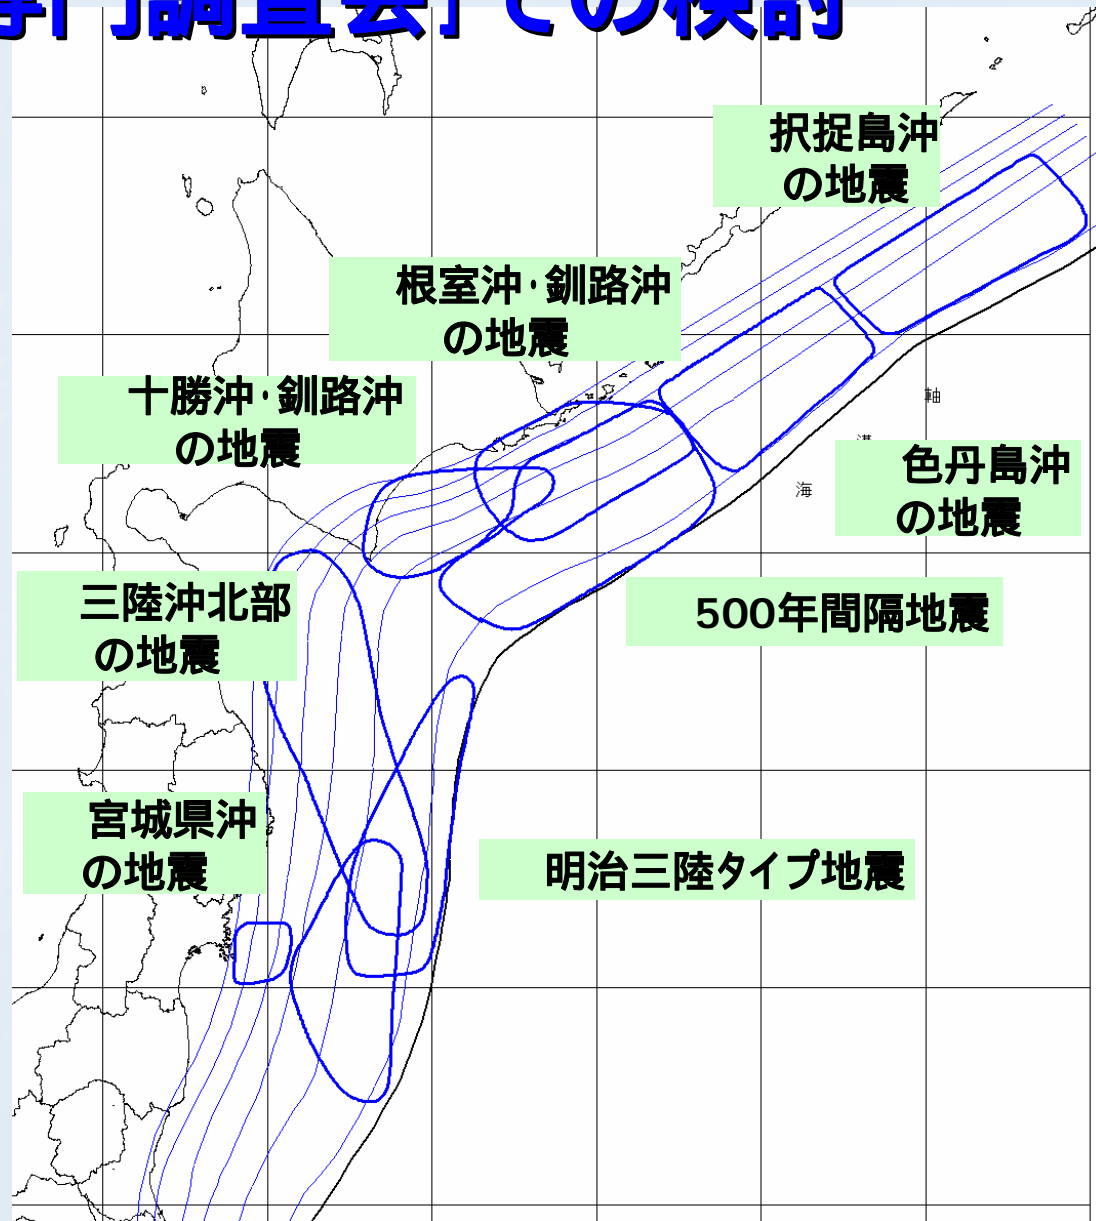 専門調査会」での検討
択捉島沖
の地震
根室沖・釧路沖
の地震
十勝沖・釧路沖
の地震
軸
海
色丹島沖
の地震
三陸沖北部
の地震
500年間隔地震
宮城県沖
の地震
明治三陸タイプ地震